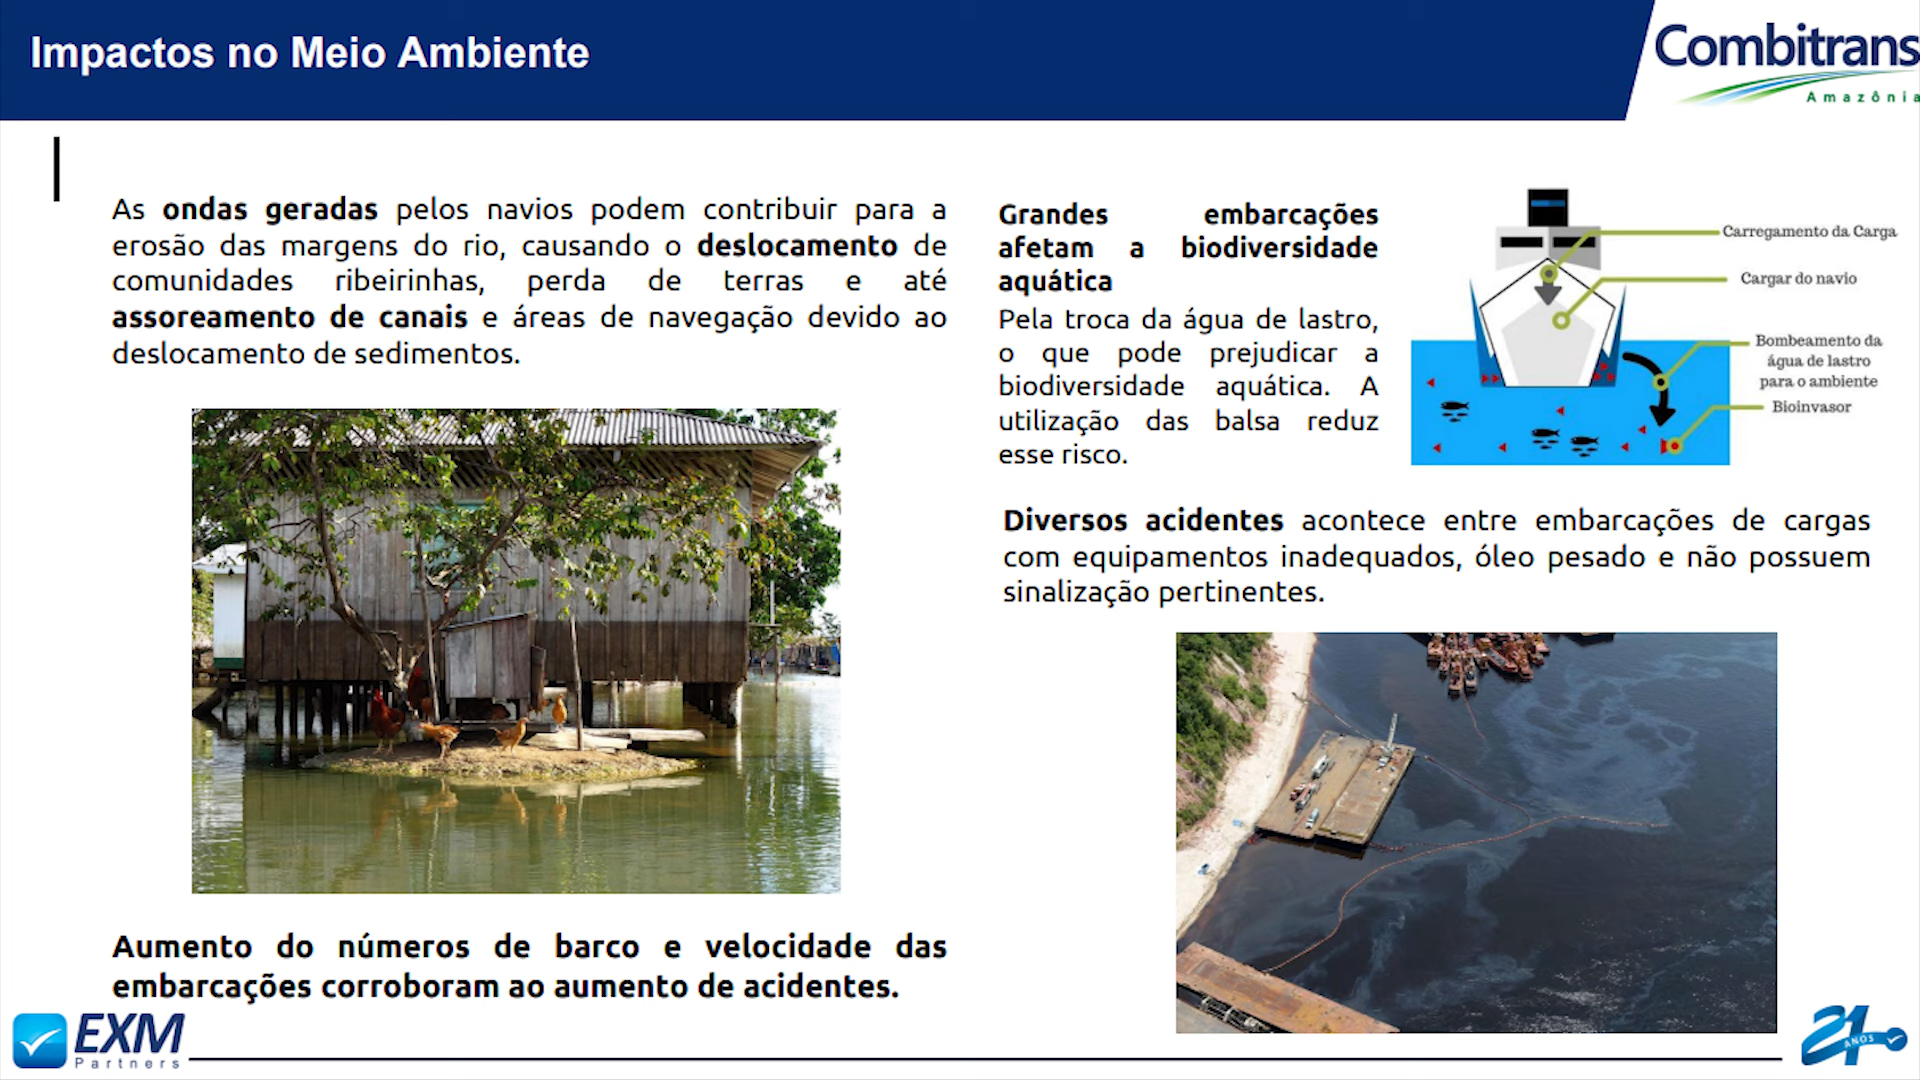 Impactos no Meio Ambiente
Combitrans
Amazônia
As ondas geradas pelos navios podem contribuir para a
erosão das margens do rio, causando o deslocamento de
comunidades ribeirinhas, perda de terras e até
assoreamento de canais e áreas de navegação devido ao
deslocamento de sedimentos.
Aumento do números de barco e velocidade das
embarcações corroboram ao aumento de acidentes.
Grandes embarcações
afetam a biodiversidade
aquática
Pela troca da água de lastro,
o que pode prejudicar a
biodiversidade aquática. A
utilização das balsa reduz
esse risco.
Carregamento da Carga
Cargar do navio
Bombeamento da
água de lastro
para o ambiente
Bioinvasor
Diversos acidentes acontece entre embarcações de cargas
com equipamentos inadequados, óleo pesado e não possuem
sinalização pertinentes.
EXM
Partners
21
ANOS